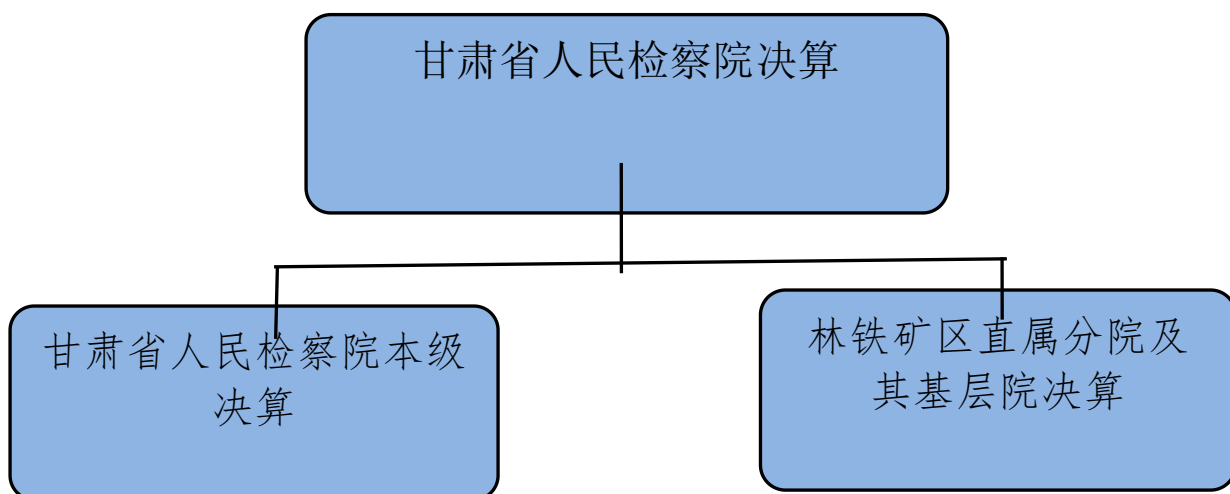 甘肃省人民检察院决算
甘肃省人民检察院本级
决算
林铁矿区直属分院及
其基层院决算